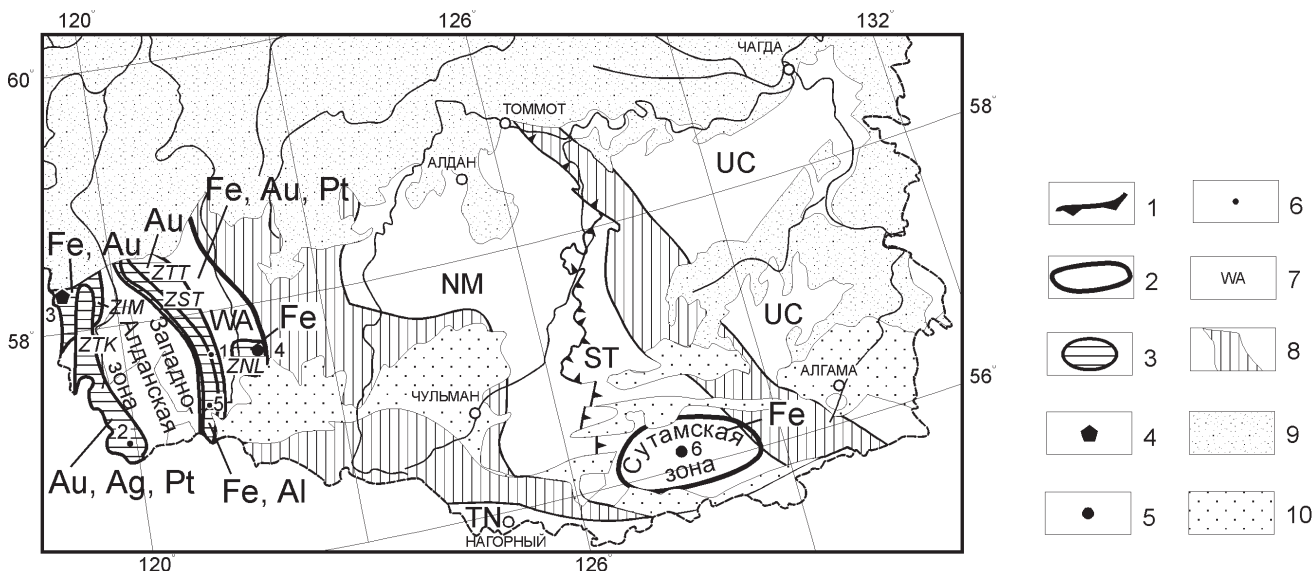 120°
126°
132°
60°
58°
58°
56°
120°
126°
ЧАГДА
ТОММОТ
АЛДАН
UC
Fe, Au, Pt
Au
Fe, Au
ZTT
ZST
ZIM
3
WA
Fe
NM
UC
1
4
ZNL
ZTK
Западно
Алданская
зона
ST
АЛГАМА
ЧУЛЬМАН
5
Fe
Сутамская
6
зона
2
Au, Ag, Pt
Fe, Al
TN
НАГОРНЫЙ
1
2
3
4
5
6
WA
7
8
9
10